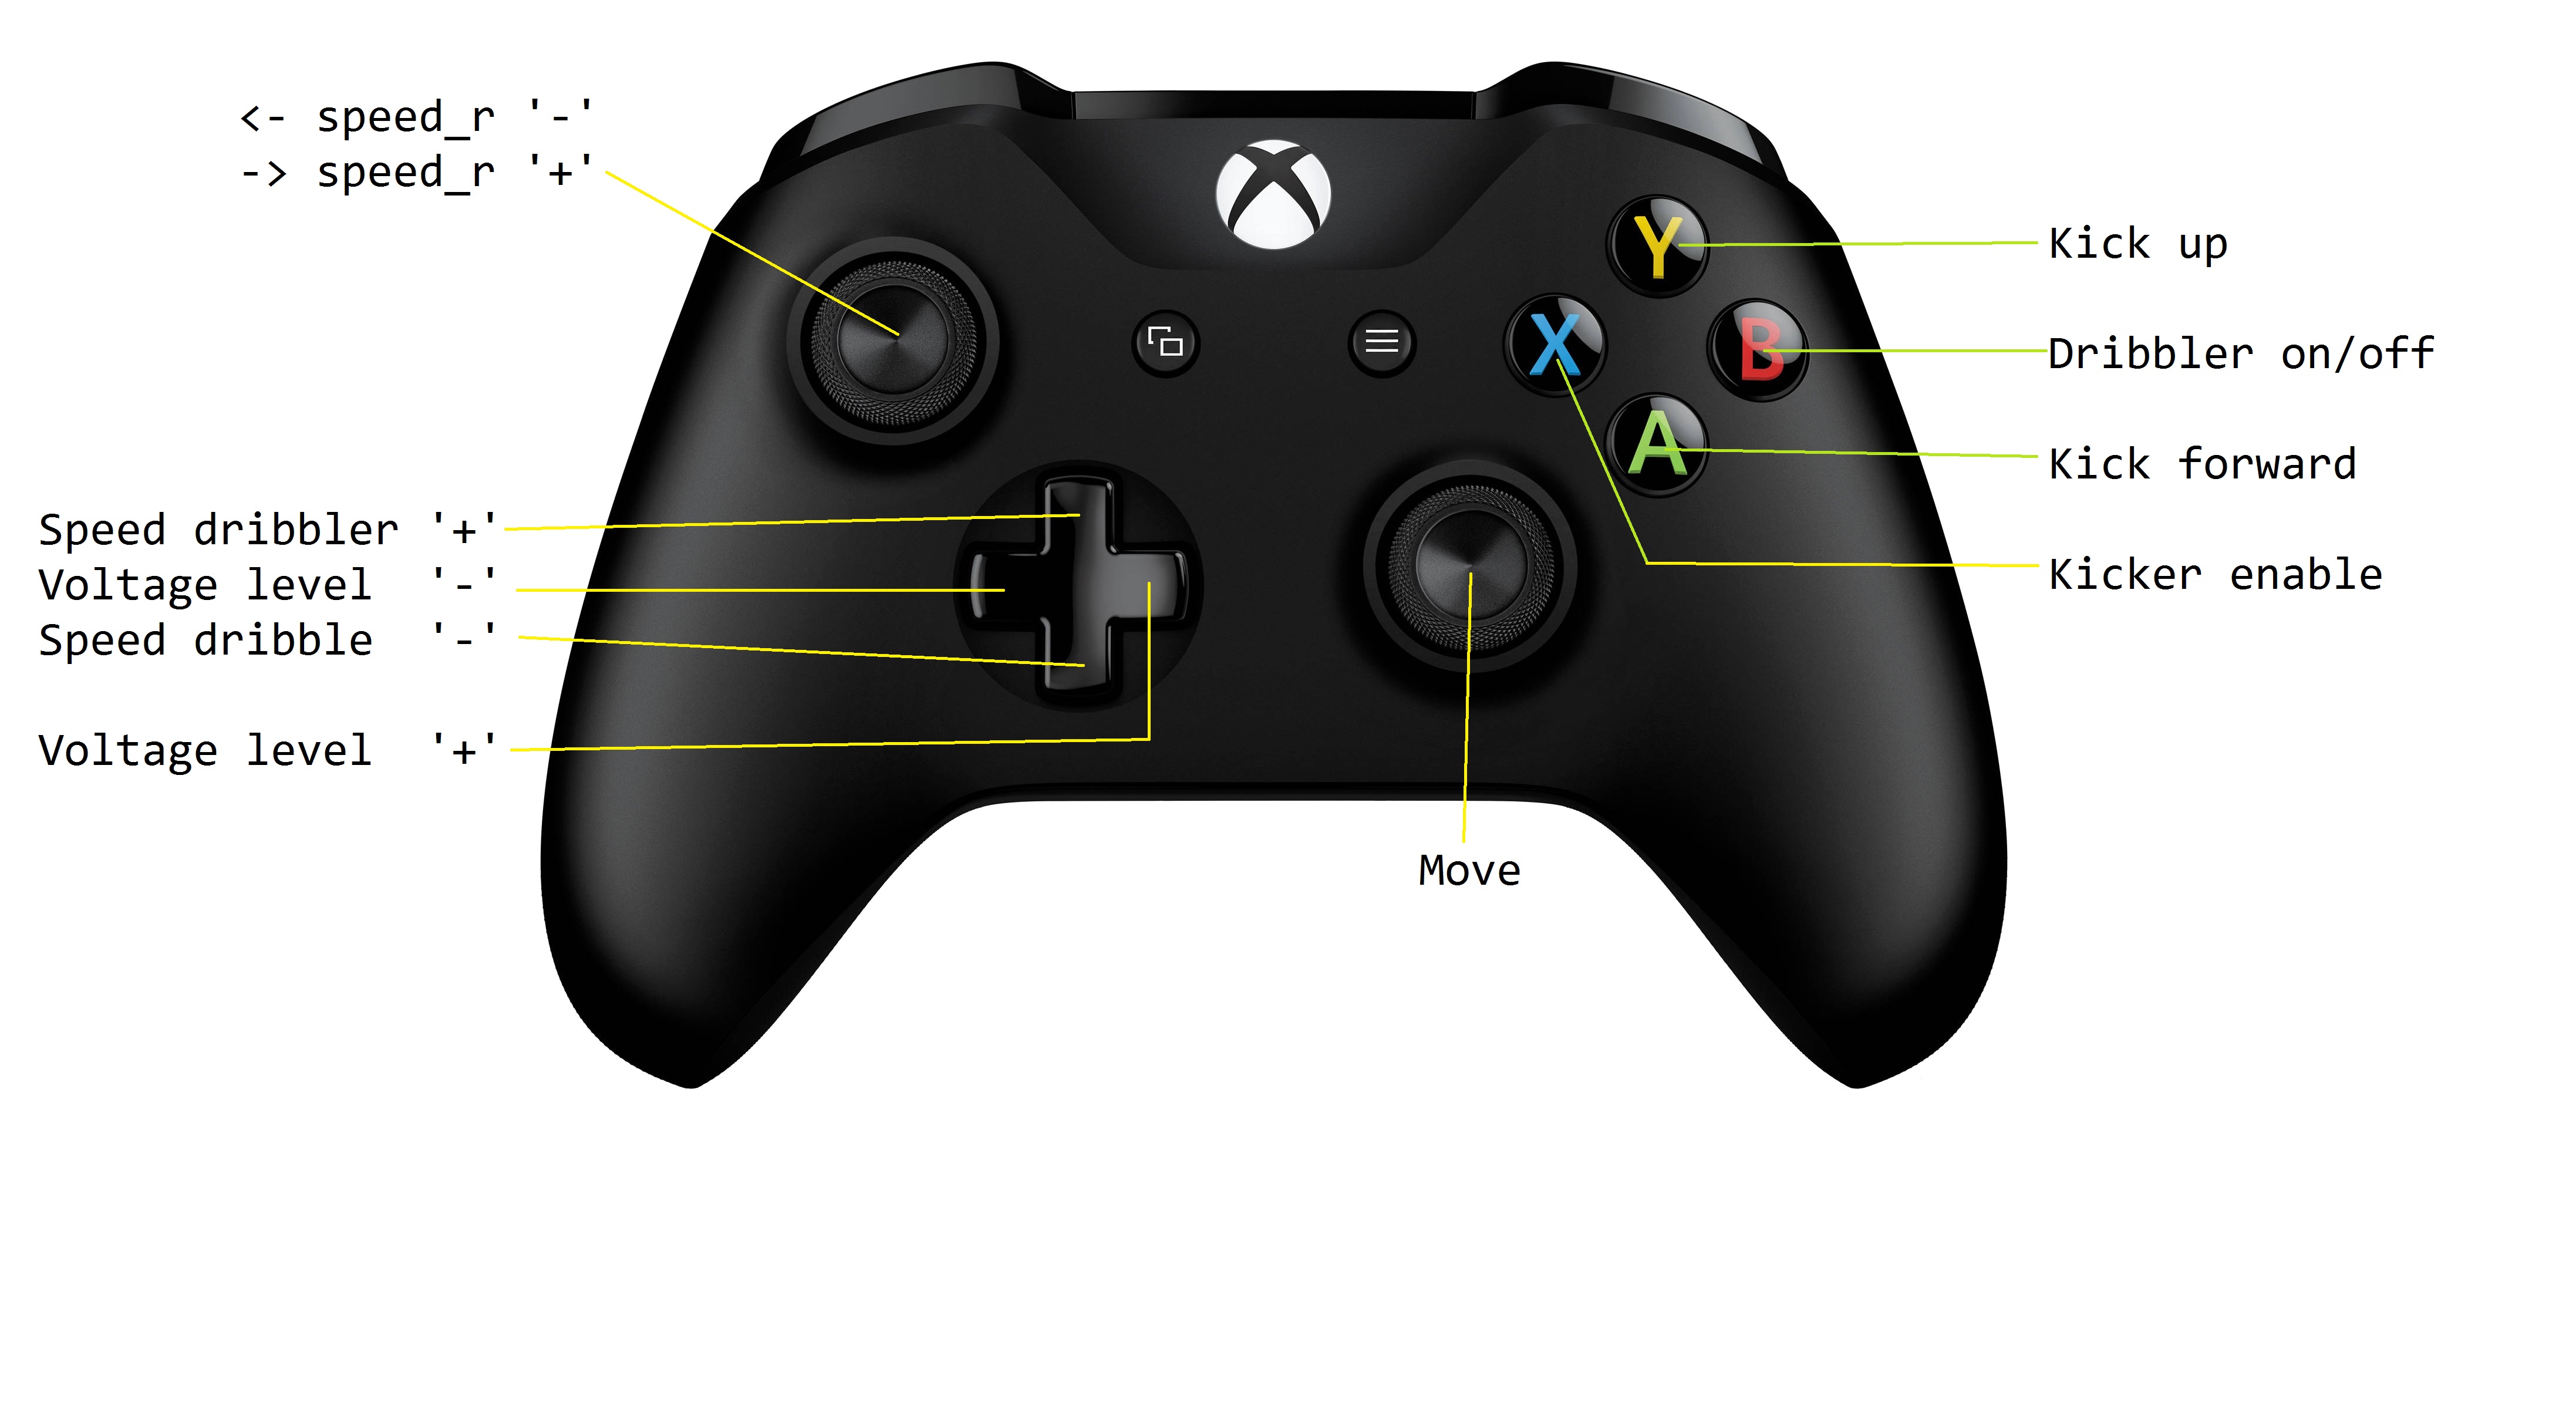 <- speed_r '-'
-> speed_r '+'
Y
Kick up
X
B
Dribbler on/off
A
Kick forward
Speed dribbler '+'
Voltage level '-'
Kicker enable
Speed dribble '-'
Voltage level '+'
Move